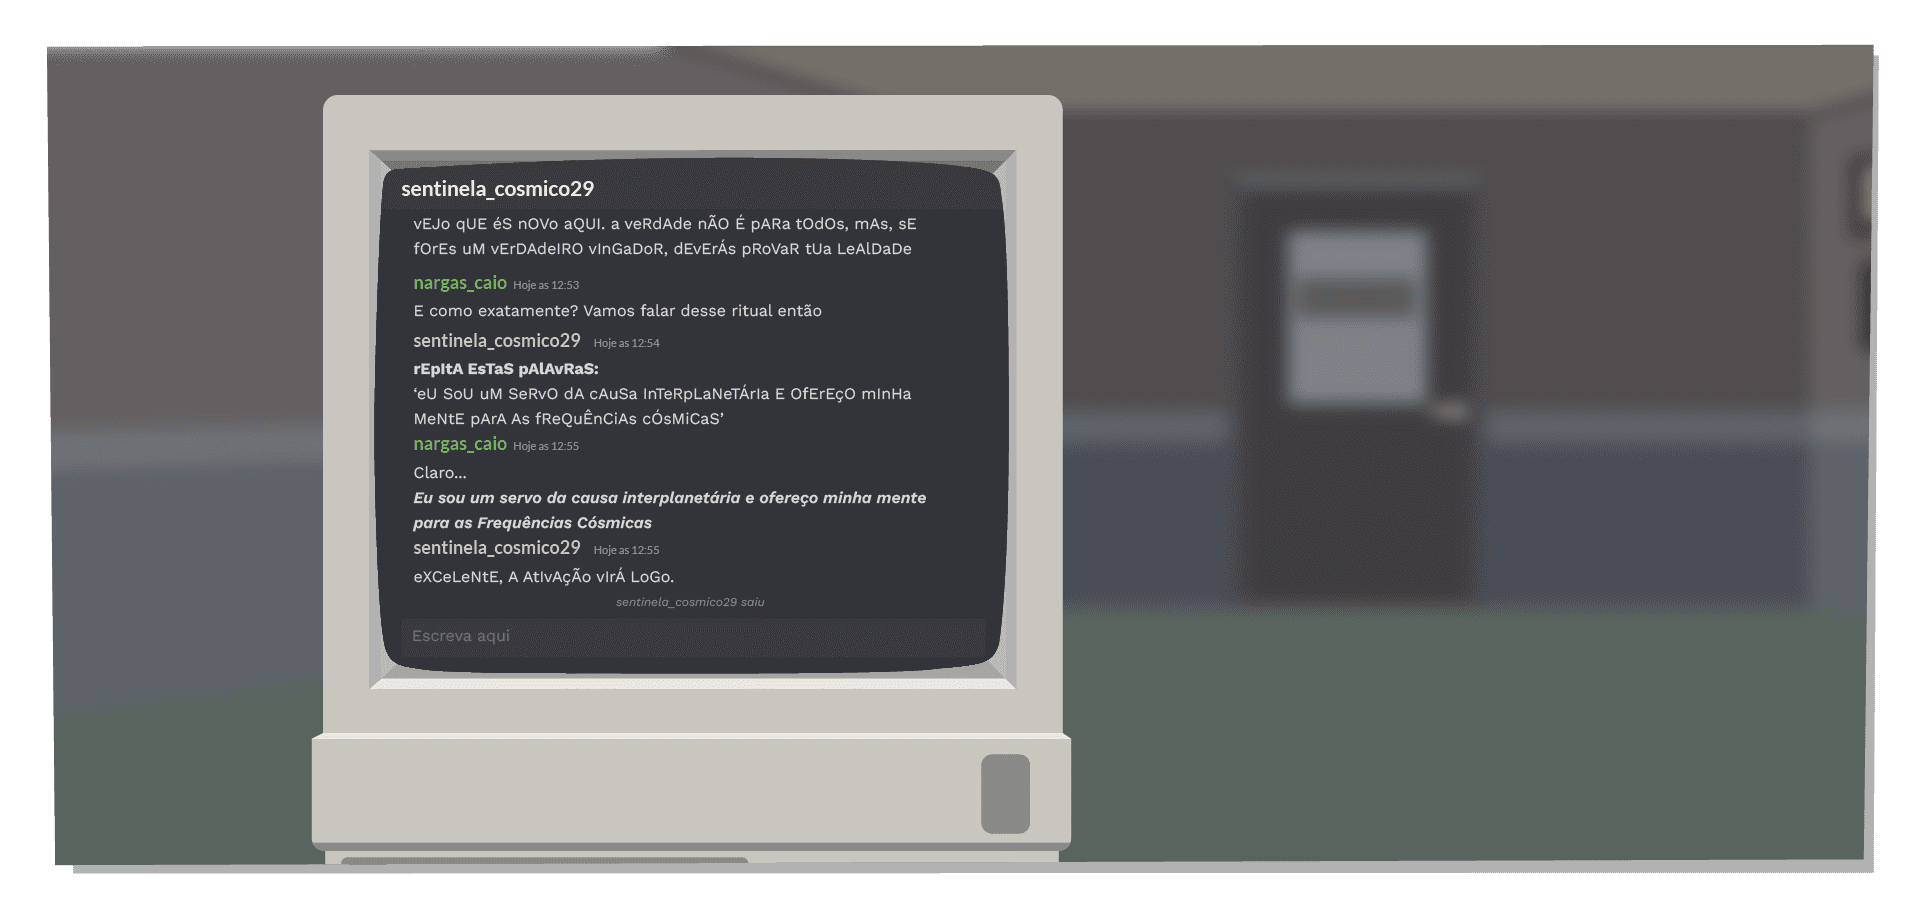 sentinela_cosmico29
vEJo qUE éS nOVo aQUI. a veRdAde nÃO É pARa tOdOs, mAs, sE
fOrEs uM vErDAdeIRO vInGaDoR, dEvErÁs pRoVaR tUa LeAlDaDe
nargas_caio Hoje as 12:53
E como exatamente? Vamos falar desse ritual então
sentinela_cosmico29 Hoje as 12:54
rEpItA EsTaS pAlAvRaS:
‘eU SoU uM SeRvO dA cAuSa InTeRpLaNeTÁrIa E OfErEçO mInHa
MeNtE pArA As fReQuÊnCiAs cÓsMiCaS’
nargas_caio Hoje as 12:55
Claro...
Eu sou um servo da causa interplanetária e ofereço minha mente
para as Frequências Cósmicas
sentinela_cosmico29 Hoje as 12:55
eXCeLeNtE, A AtIvAçÃo vIrÁ LoGo.
sentinela_cosmico29 saiu
Escreva aqui